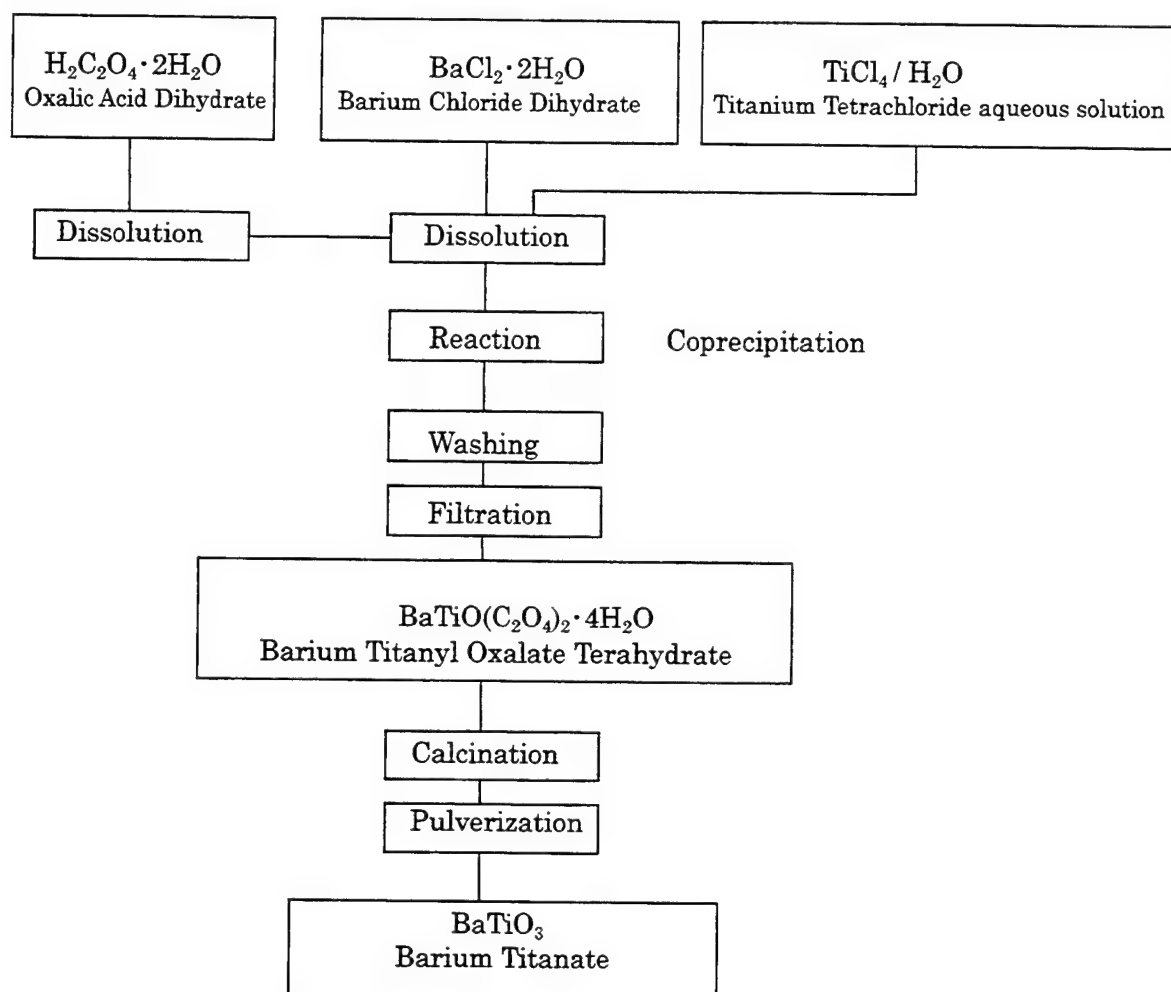 H₂C₂O₄·2H₂O
Oxalic Acid Dihydrate
BaCl₂·2H₂O
Barium Chloride Dihydrate
TiCl₄ / H₂O
Titanium Tetrachloride aqueous solution
Dissolution
Dissolution
Reaction
Coprecipitation
Washing
Filtration
BaTiO(C₂O₄)₂·4H₂O
Barium Titanyl Oxalate Terahydrate
Calcination
Pulverization
BaTiO₃
Barium Titanate